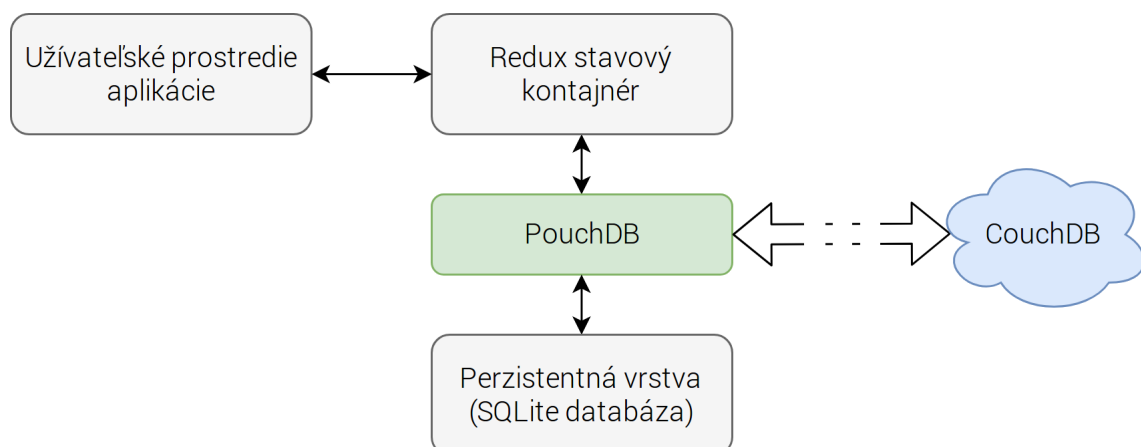 Užívateľské prostredie
aplikácie
Redux stavový
kontajnér
PouchDB
CouchDB
Perzistentná vrstva
(SQLite databáza)